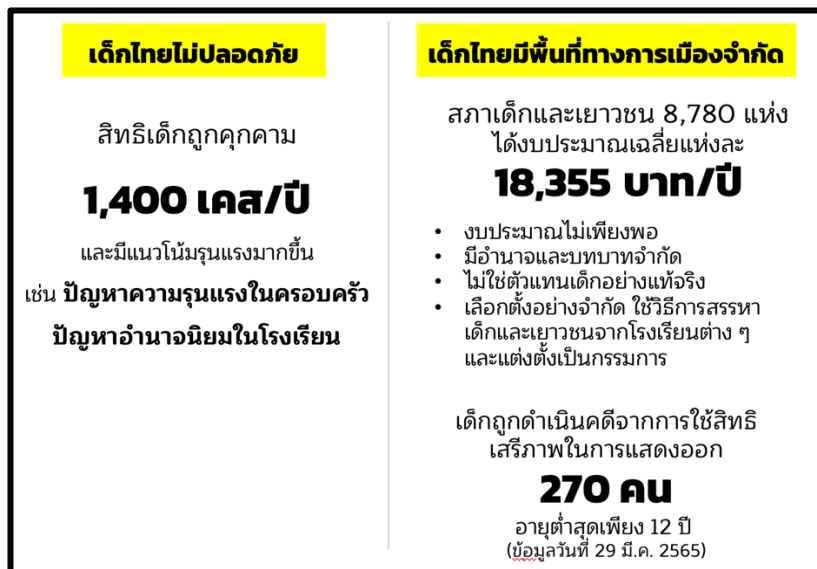 เด็กไทยไม่ปลอดภัย
สิทธิเด็กถูกคุกคาม
1,400 เคส/ปี
และมีแนวโน้มรุนแรงมากขึ้น
เช่น ปัญหาความรุนแรงในครอบครัว
ปัญหาอำนาจนิยมในโรงเรียน
เด็กไทยมีพื้นที่ทางการเมืองจำกัด
สภาเด็กและเยาวชน 8,780 แห่ง
ได้งบประมาณเฉลี่ยแห่งละ
18,355 บาท/ปี
• งบประมาณไม่เพียงพอ
• มีอำนาจและบทบาทจำกัด
• ไม่ใช่ตัวแทนเด็กอย่างแท้จริง
• เลือกตั้งอย่างจำกัด ใช้วิธีการสรรหา
เด็กและเยาวชนจากโรงเรียนต่าง ๆ
และแต่งตั้งเป็นกรรมการ
เด็กถูกดำเนินคดีจากการใช้สิทธิ
เสรีภาพในการแสดงออก
270 คน
อายุต่ำสุดเพียง 12 ปี
(ข้อมูลวันที่ 29 มี.ค. 2565)